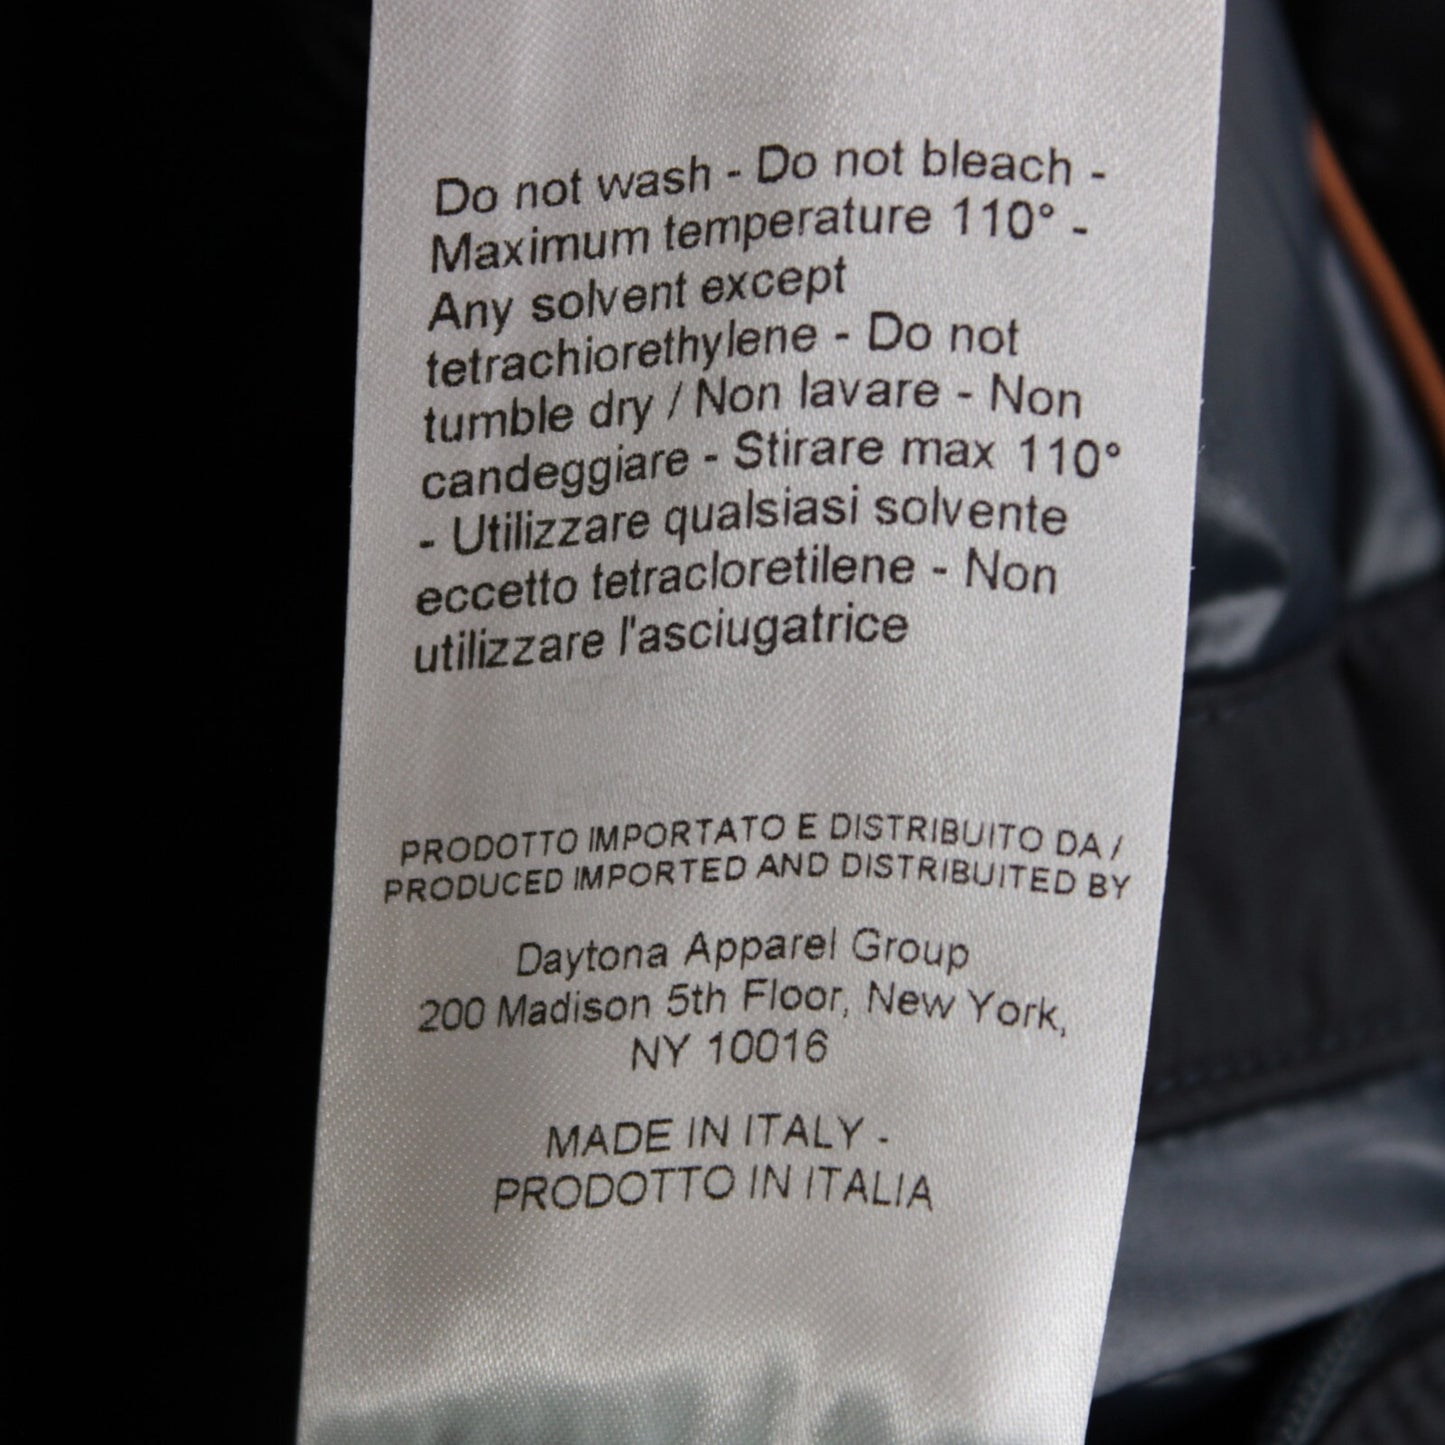 Do not wash - Do not bleach -
Maximum temperature 110° -
Any solvent except
tetrachiorethylene - Do not
tumble dry / Non lavare - Non
candeggiare - Stirare max 110°
- Utilizzare qualsiasi solvente
eccetto tetracloretilene - Non
utilizzare l'asciugatrice
PRODOTTO IMPORTATO E DISTRIBUITO DA /
PRODUCED IMPORTED AND DISTRIBUITED BY
Daytona Apparel Group
200 Madison 5th Floor, New York,
NY 10016
MADE IN ITALY -
PRODOTTO IN ITALIA